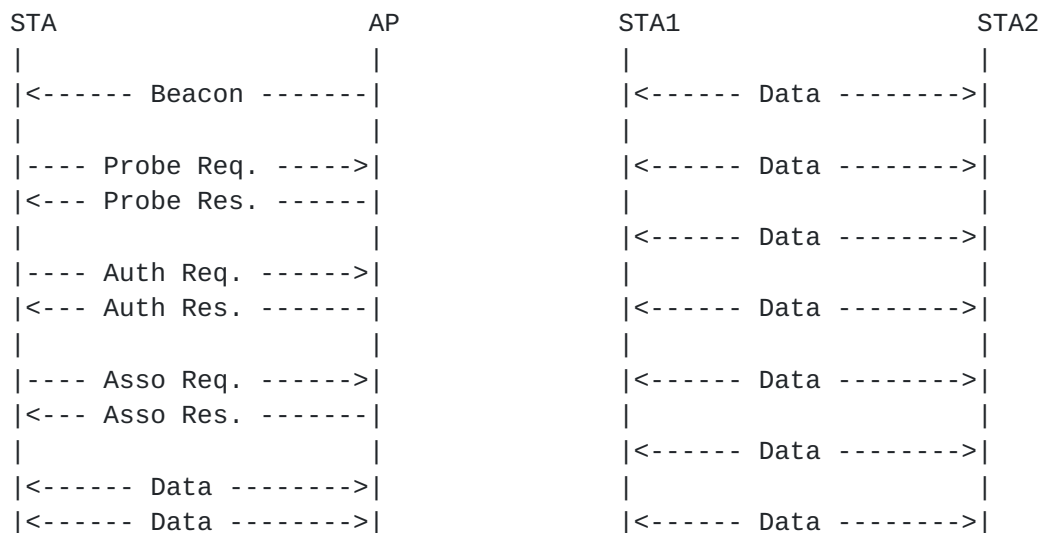 STA                    AP              STA1                   STA2
|                      |               |                      |
|<------ Beacon -------|               |<------ Data -------->|
|                      |               |                      |
|---- Probe Req. ----->|               |<------ Data -------->|
|<--- Probe Res. ------|               |                      |
|                      |               |<------ Data -------->|
|---- Auth Req. ------>|               |                      |
|<--- Auth Res. -------|               |<------ Data -------->|
|                      |               |                      |
|---- Asso Req. ------>|               |<------ Data -------->|
|<--- Asso Res. -------|               |                      |
|                      |               |<------ Data -------->|
|<------ Data -------->|               |                      |
|<------ Data -------->|               |<------ Data -------->|